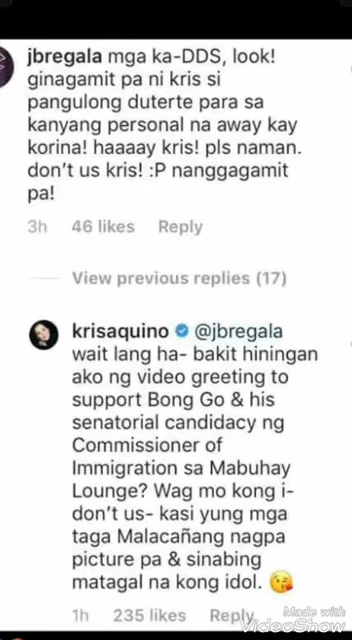 jbregala mga ka-DDS, look!
ginagamit pa ni kris si
pangulong duterte para sa
kanyang personal na away kay
korina! haaaay kris! pls naman.
don't us kris! :P nanggagamit
pa!
3h 46 likes Reply
View previous replies (17)
krisaquino @jbregala
wait lang ha- bakit hiningan
ako ng video greeting to
support Bong Go & his
senatorial candidacy ng
Commissioner of
Immigration sa Mabuhay
Lounge? Wag mo kong i-
don't us- kasi yung mga
taga Malacañang nagpa
picture pa & sinabing
matagal na kong idol. 😘
1h 235 likes Reply
Made with
VideoShow